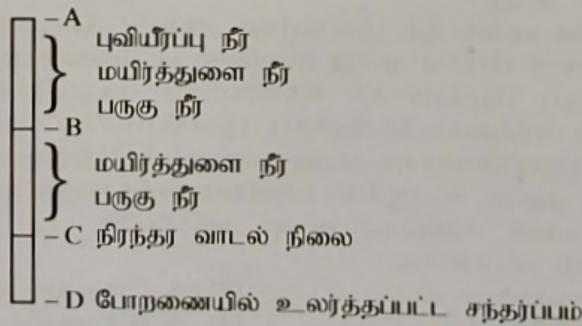 – A
புவியீர்ப்பு நீர்
மயிர்த்துளை நீர்
பருகு நீர்
– B
மயிர்த்துளை நீர்
பருகு நீர்
– C நிரந்தர வாடல் நிலை
– D போறணையில் உலர்த்தப்பட்ட சந்தர்ப்பம்